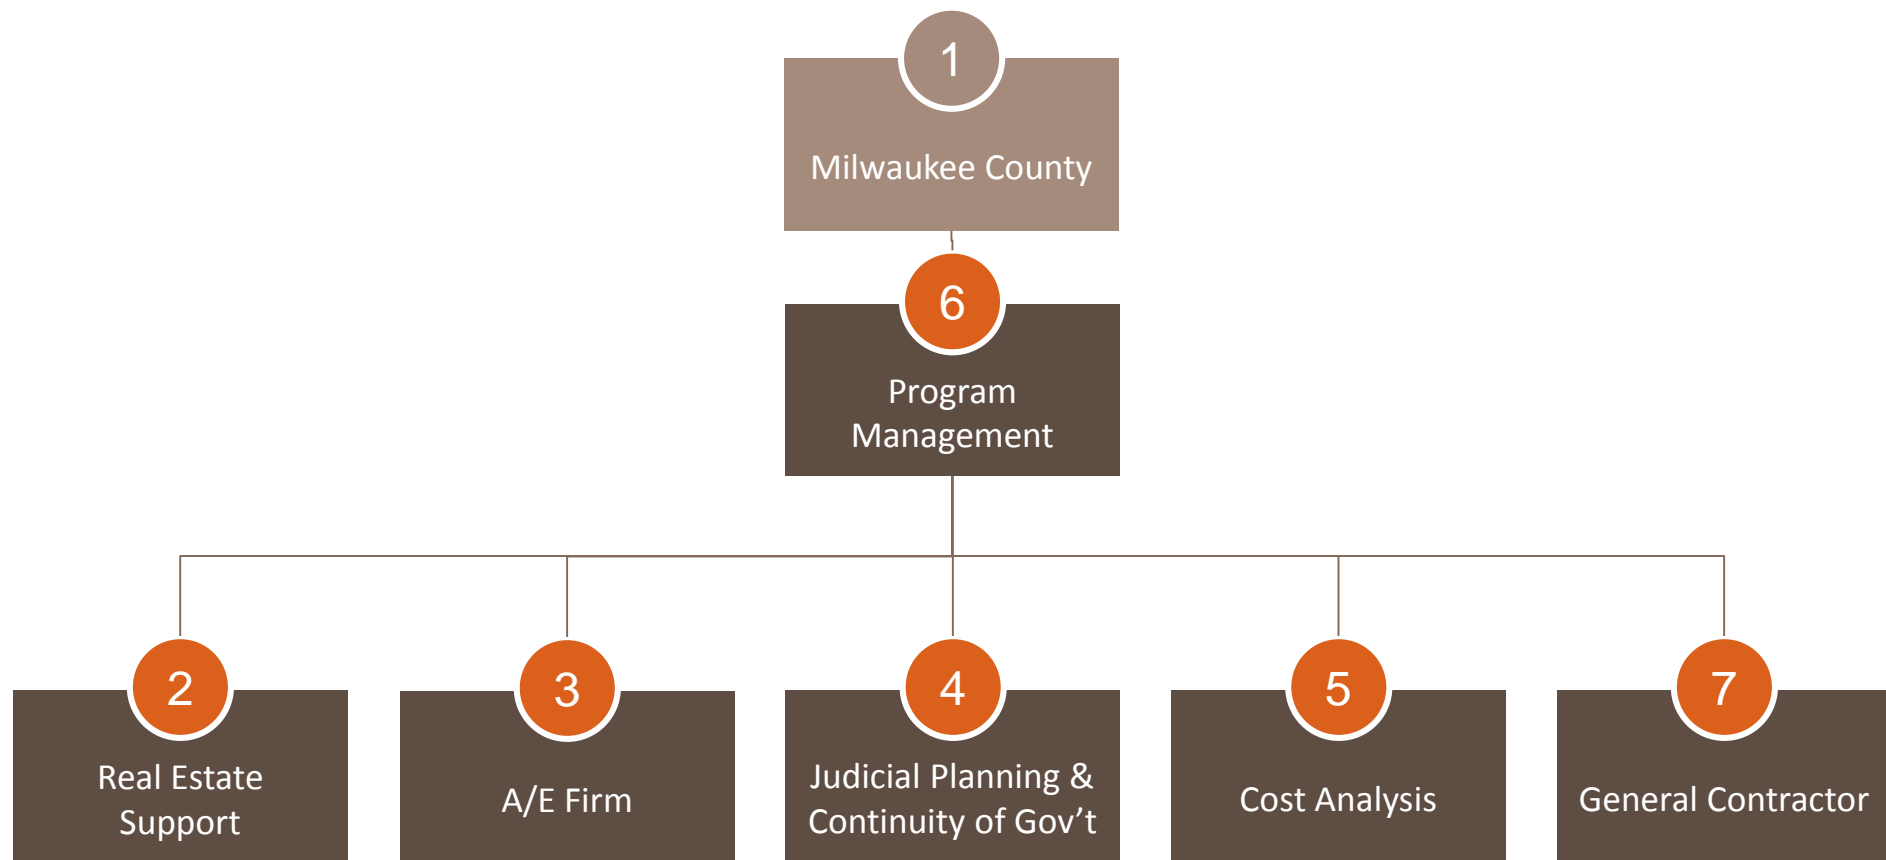 1
Milwaukee County
6
Program
Management
2
Real Estate
Support
3
A/E Firm
4
Judicial Planning &
Continuity of Gov’t
5
Cost Analysis
7
General Contractor